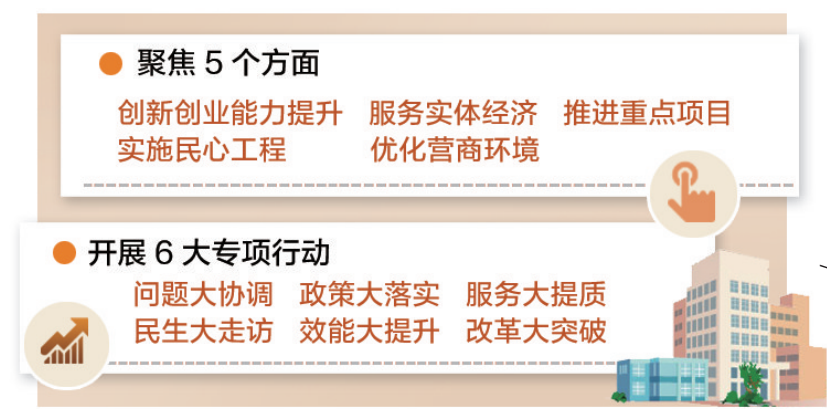 聚焦 5 个方面
创新创业能力提升 服务实体经济 推进重点项目
实施民心工程 优化营商环境
开展 6 大专项行动
问题大协调 政策大落实 服务大提质
民生大走访 效能大提升 改革大突破